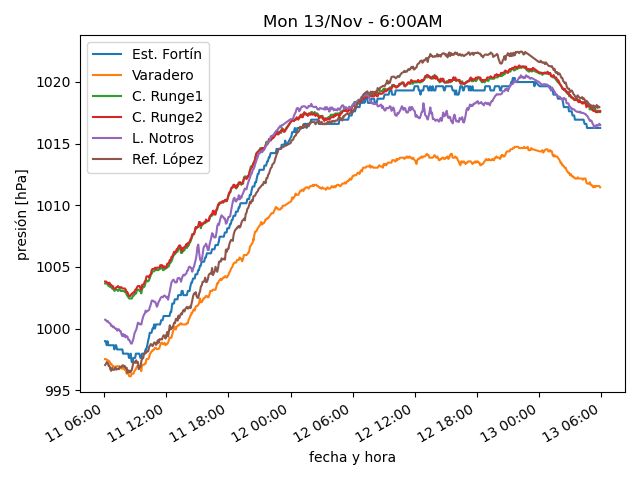 Mon 13/Nov - 6:00AM
Est. Fortín
Varadero
C. Runge1
C. Runge2
L. Notros
Ref. López
presión [hPa]
1020
1015
1010
1005
1000
995
11 06:00
11 12:00
11 18:00
12 00:00
12 06:00
12 12:00
12 18:00
13 00:00
13 06:00
fecha y hora